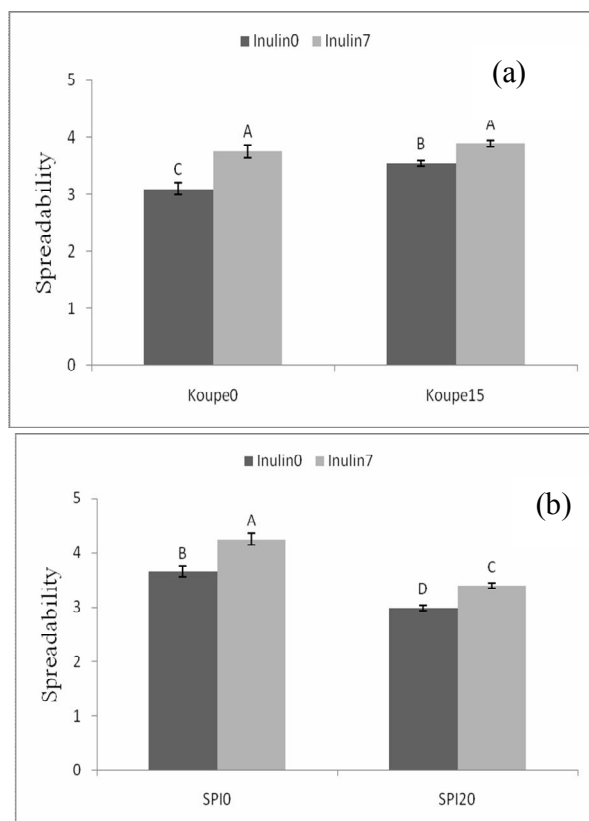 Inulin0 Inulin7
(a)
5
4
3
2
1
0
Spreadability
C
A
B
A
Koupe0 Koupe15
Inulin0 Inulin7
(b)
5
4
3
2
1
0
Spreadability
B
A
D
C
SPI0 SPI20